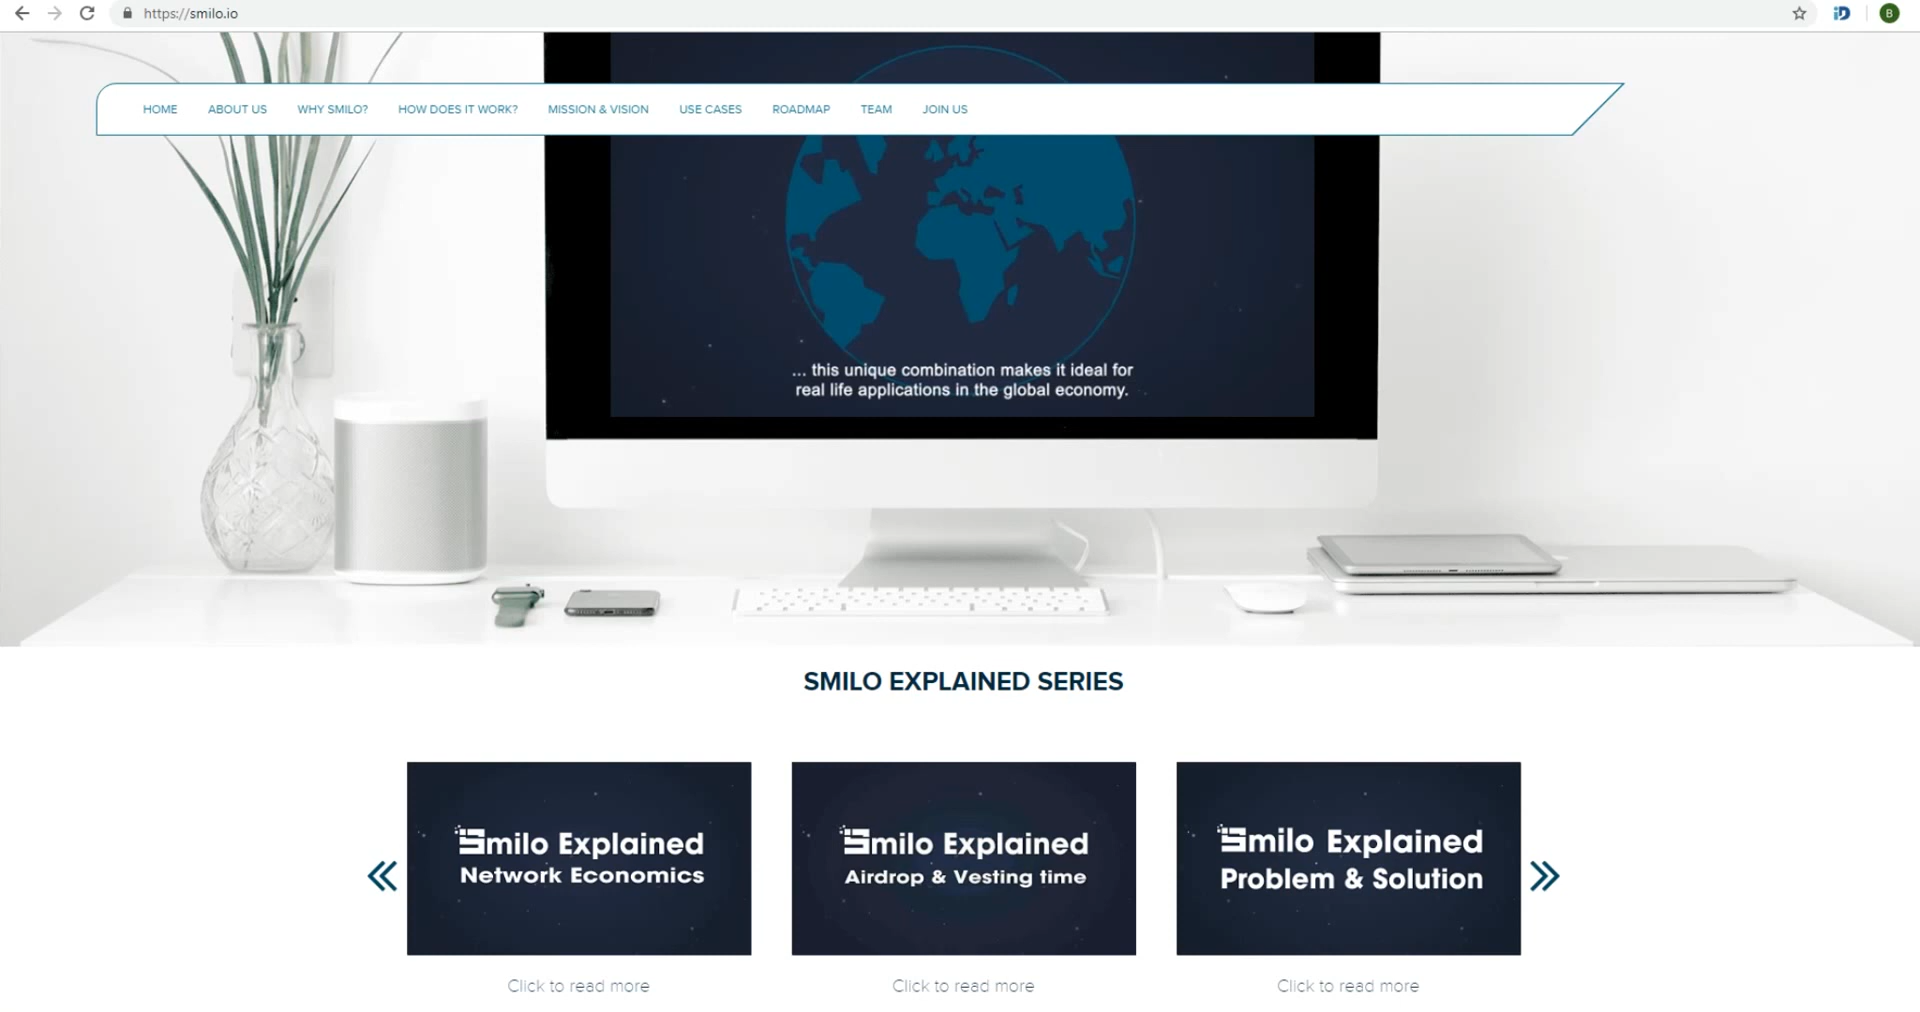 https://smilo.io
B
HOME ABOUT US WHY SMILO? HOW DOES IT WORK? MISSION & VISION USE CASES ROADMAP TEAM JOIN US
... this unique combination makes it ideal for
real life applications in the global economy.
SMILO EXPLAINED SERIES
Smilo Explained
Network Economics
Smilo Explained
Airdrop & Vesting time
Smilo Explained
Problem & Solution
Click to read more
Click to read more
Click to read more